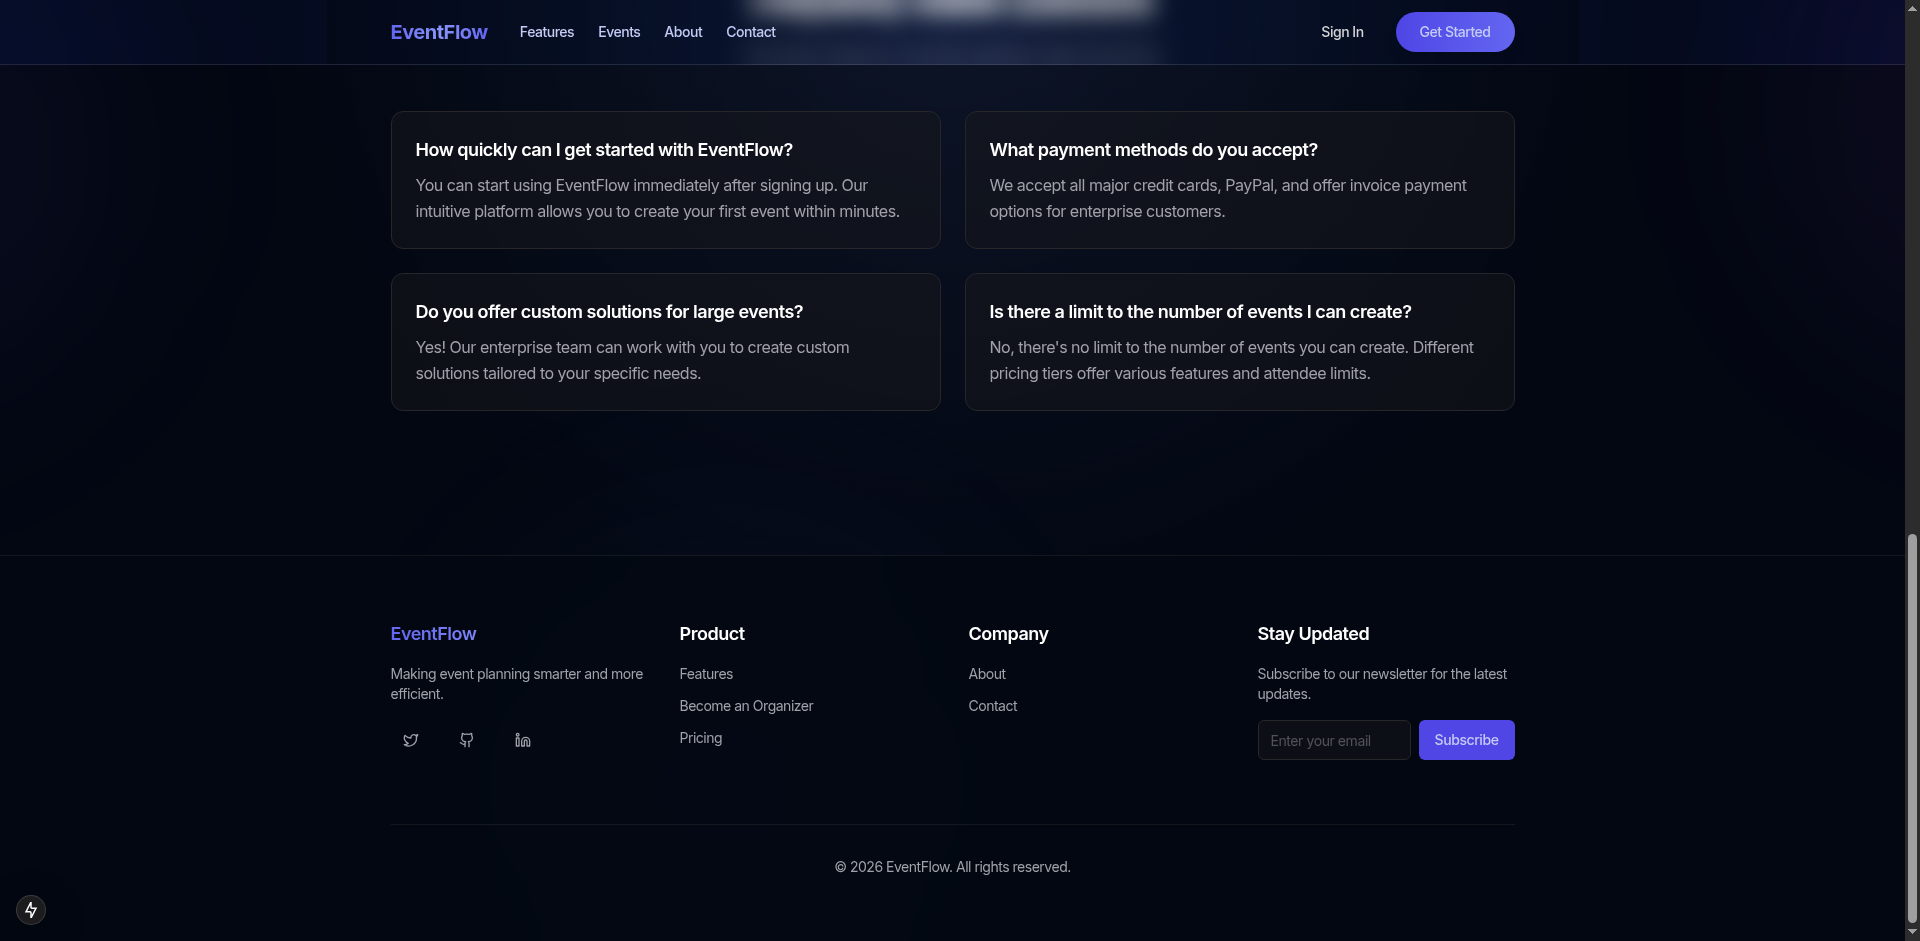 EventFlow
Features
Events
About
Contact
Sign In
Get Started
How quickly can I get started with EventFlow?
You can start using EventFlow immediately after signing up. Our
intuitive platform allows you to create your first event within minutes.
What payment methods do you accept?
We accept all major credit cards, PayPal, and offer invoice payment
options for enterprise customers.
Do you offer custom solutions for large events?
Yes! Our enterprise team can work with you to create custom
solutions tailored to your specific needs.
Is there a limit to the number of events I can create?
No, there's no limit to the number of events you can create. Different
pricing tiers offer various features and attendee limits.
EventFlow
Making event planning smarter and more
efficient.
Product
Features
Become an Organizer
Pricing
Company
About
Contact
Stay Updated
Subscribe to our newsletter for the latest
updates.
Enter your email
Subscribe
© 2026 EventFlow. All rights reserved.